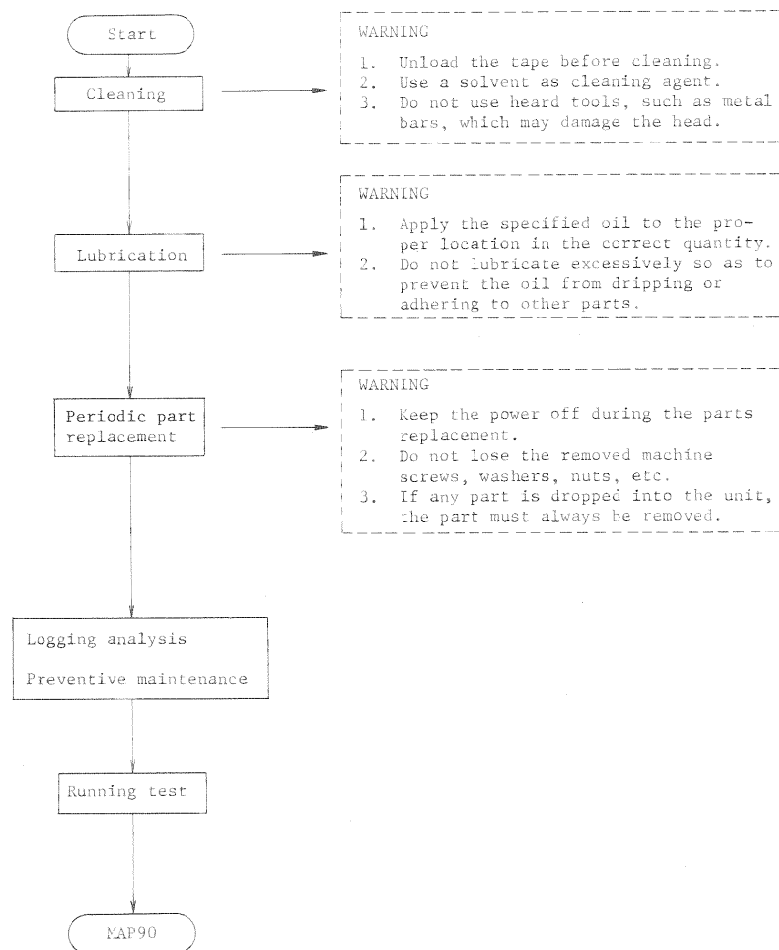 Start
Cleaning
WARNING
1. Unload the tape before cleaning.
2. Use a solvent as cleaning agent.
3. Do not use heard tools, such as metal
bars, which may damage the head.
Lubrication
WARNING
1. Apply the specified oil to the pro-
per location in the correct quantity.
2. Do not lubricate excessively so as to
prevent the oil from dripping or
adhering to other parts.
Periodic part
replacement
WARNING
1. Keep the power off during the parts
replacement.
2. Do not lose the removed machine
screws, washers, nuts, etc.
3. If any part is dropped into the unit,
the part must always be removed.
Logging analysis
Preventive maintenance
Running test
MAP90